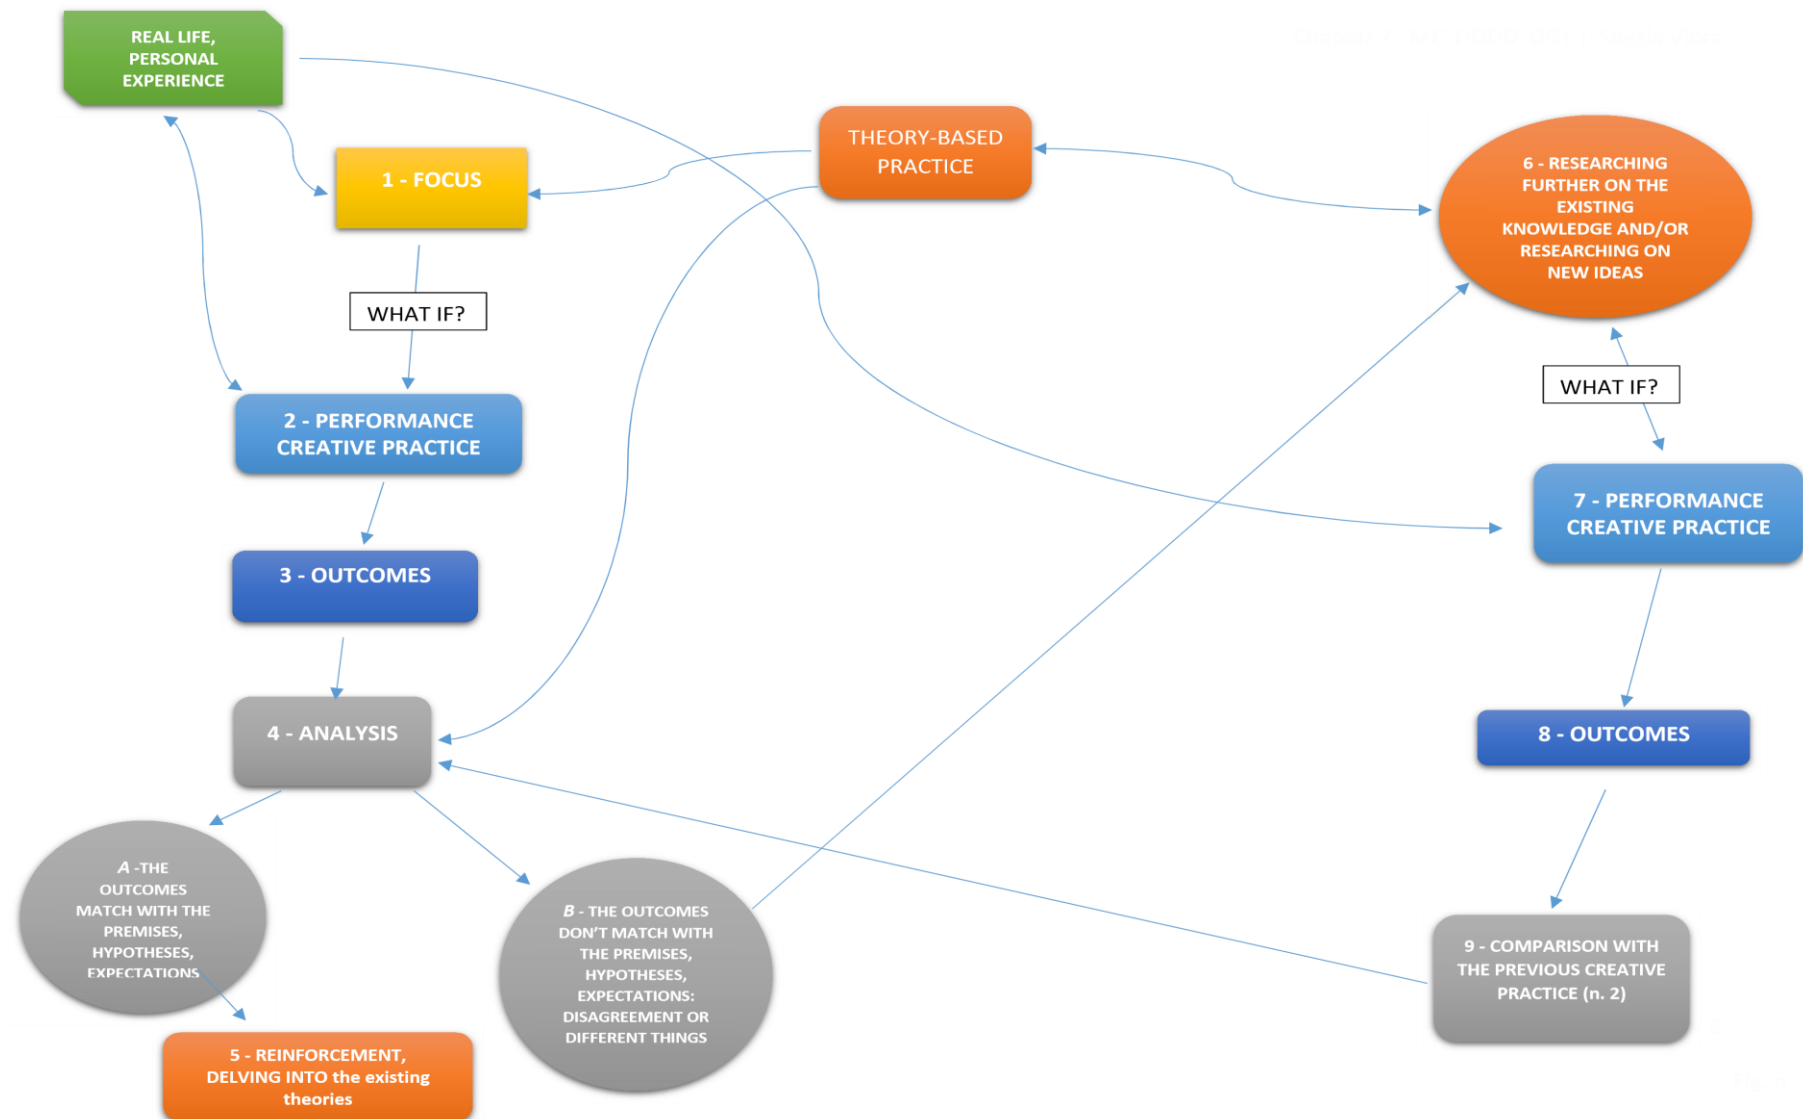 REAL LIFE,
PERSONAL
EXPERIENCE
1 - FOCUS
THEORY-BASED
PRACTICE
6 - RESEARCHING
FURTHER ON THE
EXISTING
KNOWLEDGE AND/OR
RESEARCHING ON
NEW IDEAS
WHAT IF?
WHAT IF?
2 - PERFORMANCE
CREATIVE PRACTICE
7 - PERFORMANCE
CREATIVE PRACTICE
3 - OUTCOMES
4 - ANALYSIS
8 - OUTCOMES
A -THE
OUTCOMES
MATCH WITH THE
PREMISES,
HYPOTHESES,
EXPECTATIONS
B - THE OUTCOMES
DON'T MATCH WITH
THE PREMISES,
HYPOTHESES,
EXPECTATIONS:
DISAGREEMENT OR
DIFFERENT THINGS
9 - COMPARISON WITH
THE PREVIOUS CREATIVE
PRACTICE (n. 2)
5 - REINFORCEMENT,
DELVING INTO the existing
theories